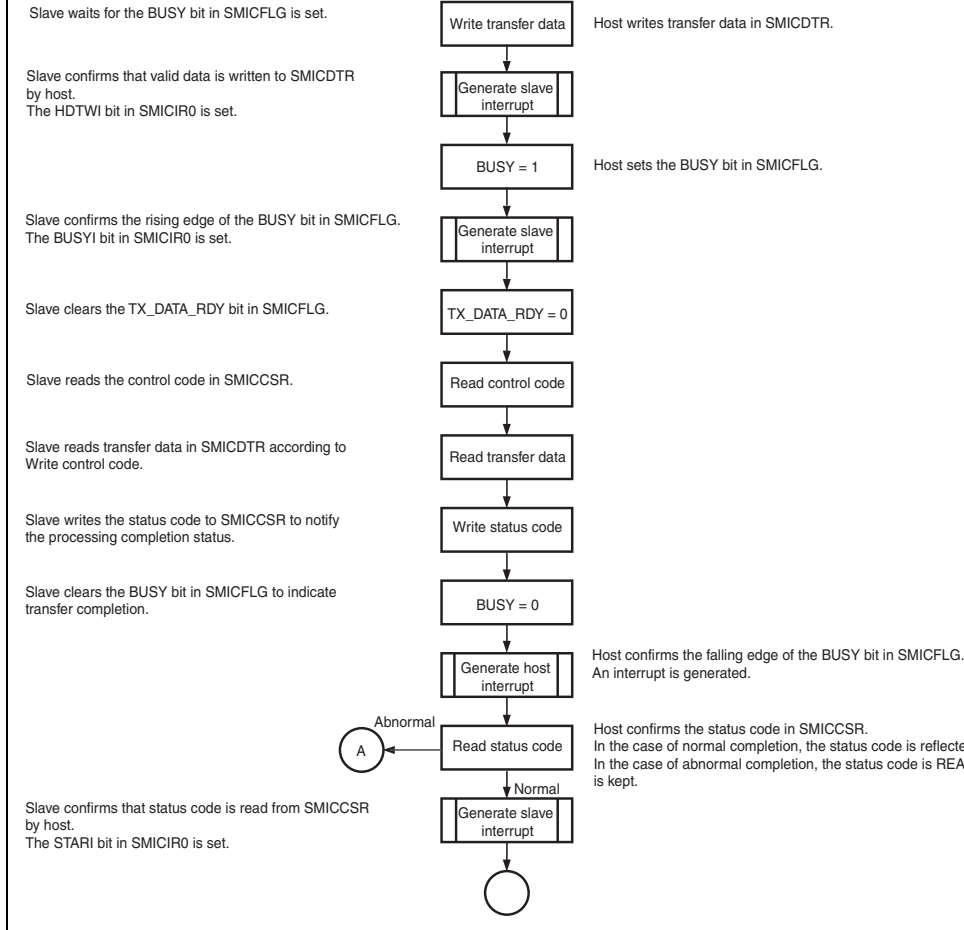 Slave waits for the BUSY bit in SMICFLG is set.
Write transfer data
Host writes transfer data in SMICDTR.
Slave confirms that valid data is written to SMICDTR
by host.
The HDTWI bit in SMICIR0 is set.
Generate slave
interrupt
BUSY = 1
Host sets the BUSY bit in SMICFLG.
Slave confirms the rising edge of the BUSY bit in SMICFLG.
The BUSYI bit in SMICIR0 is set.
Generate slave
interrupt
Slave clears the TX_DATA_RDY bit in SMICFLG.
TX_DATA_RDY = 0
Slave reads the control code in SMICCSR.
Read control code
Slave reads transfer data in SMICDTR according to
Write control code.
Read transfer data
Slave writes the status code to SMICCSR to notify
the processing completion status.
Write status code
Slave clears the BUSY bit in SMICFLG to indicate
transfer completion.
BUSY = 0
Generate host
interrupt
Host confirms the falling edge of the BUSY bit in SMICFLG.
An interrupt is generated.
Abnormal
A
Read status code
Host confirms the status code in SMICCSR.
In the case of normal completion, the status code is reflecte
In the case of abnormal completion, the status code is REA
is kept.
Normal
Slave confirms that status code is read from SMICCSR
by host.
The STARI bit in SMICIR0 is set.
Generate slave
interrupt